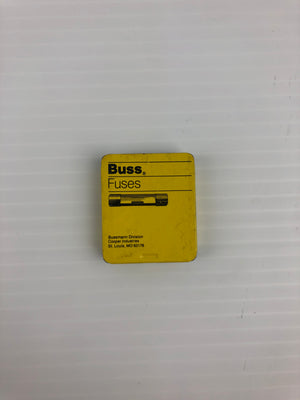 Buss®
Fuses
Bussmann Division
Cooper Industries
St. Louis, MO 63178